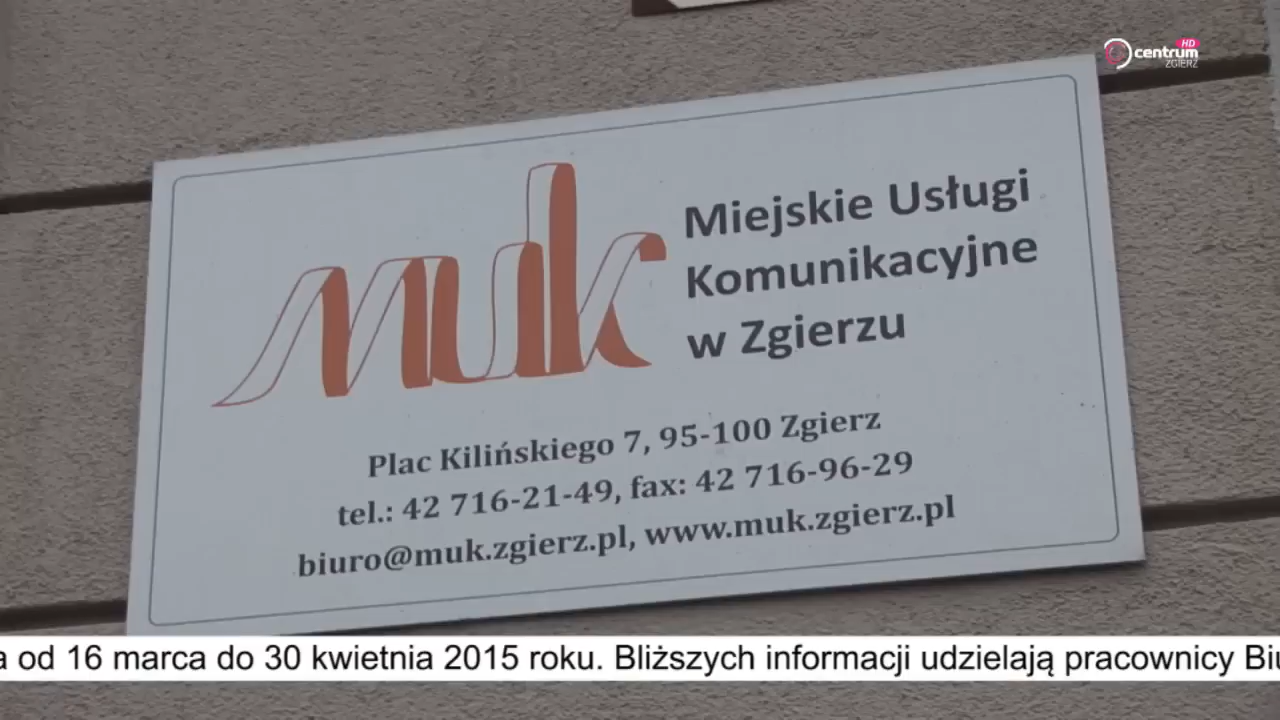 HD
centrum
ZGIERZ
muk
Miejskie Usługi
Komunikacyjne
w Zgierzu
Plac Kilińskiego 7, 95-100 Zgierz
tel.: 42 716-21-49, fax: 42 716-96-29
biuro@muk.zgierz.pl, www.muk.zgierz.pl
od 16 marca do 30 kwietnia 2015 roku. Bliższych informacji udzielają pracownicy